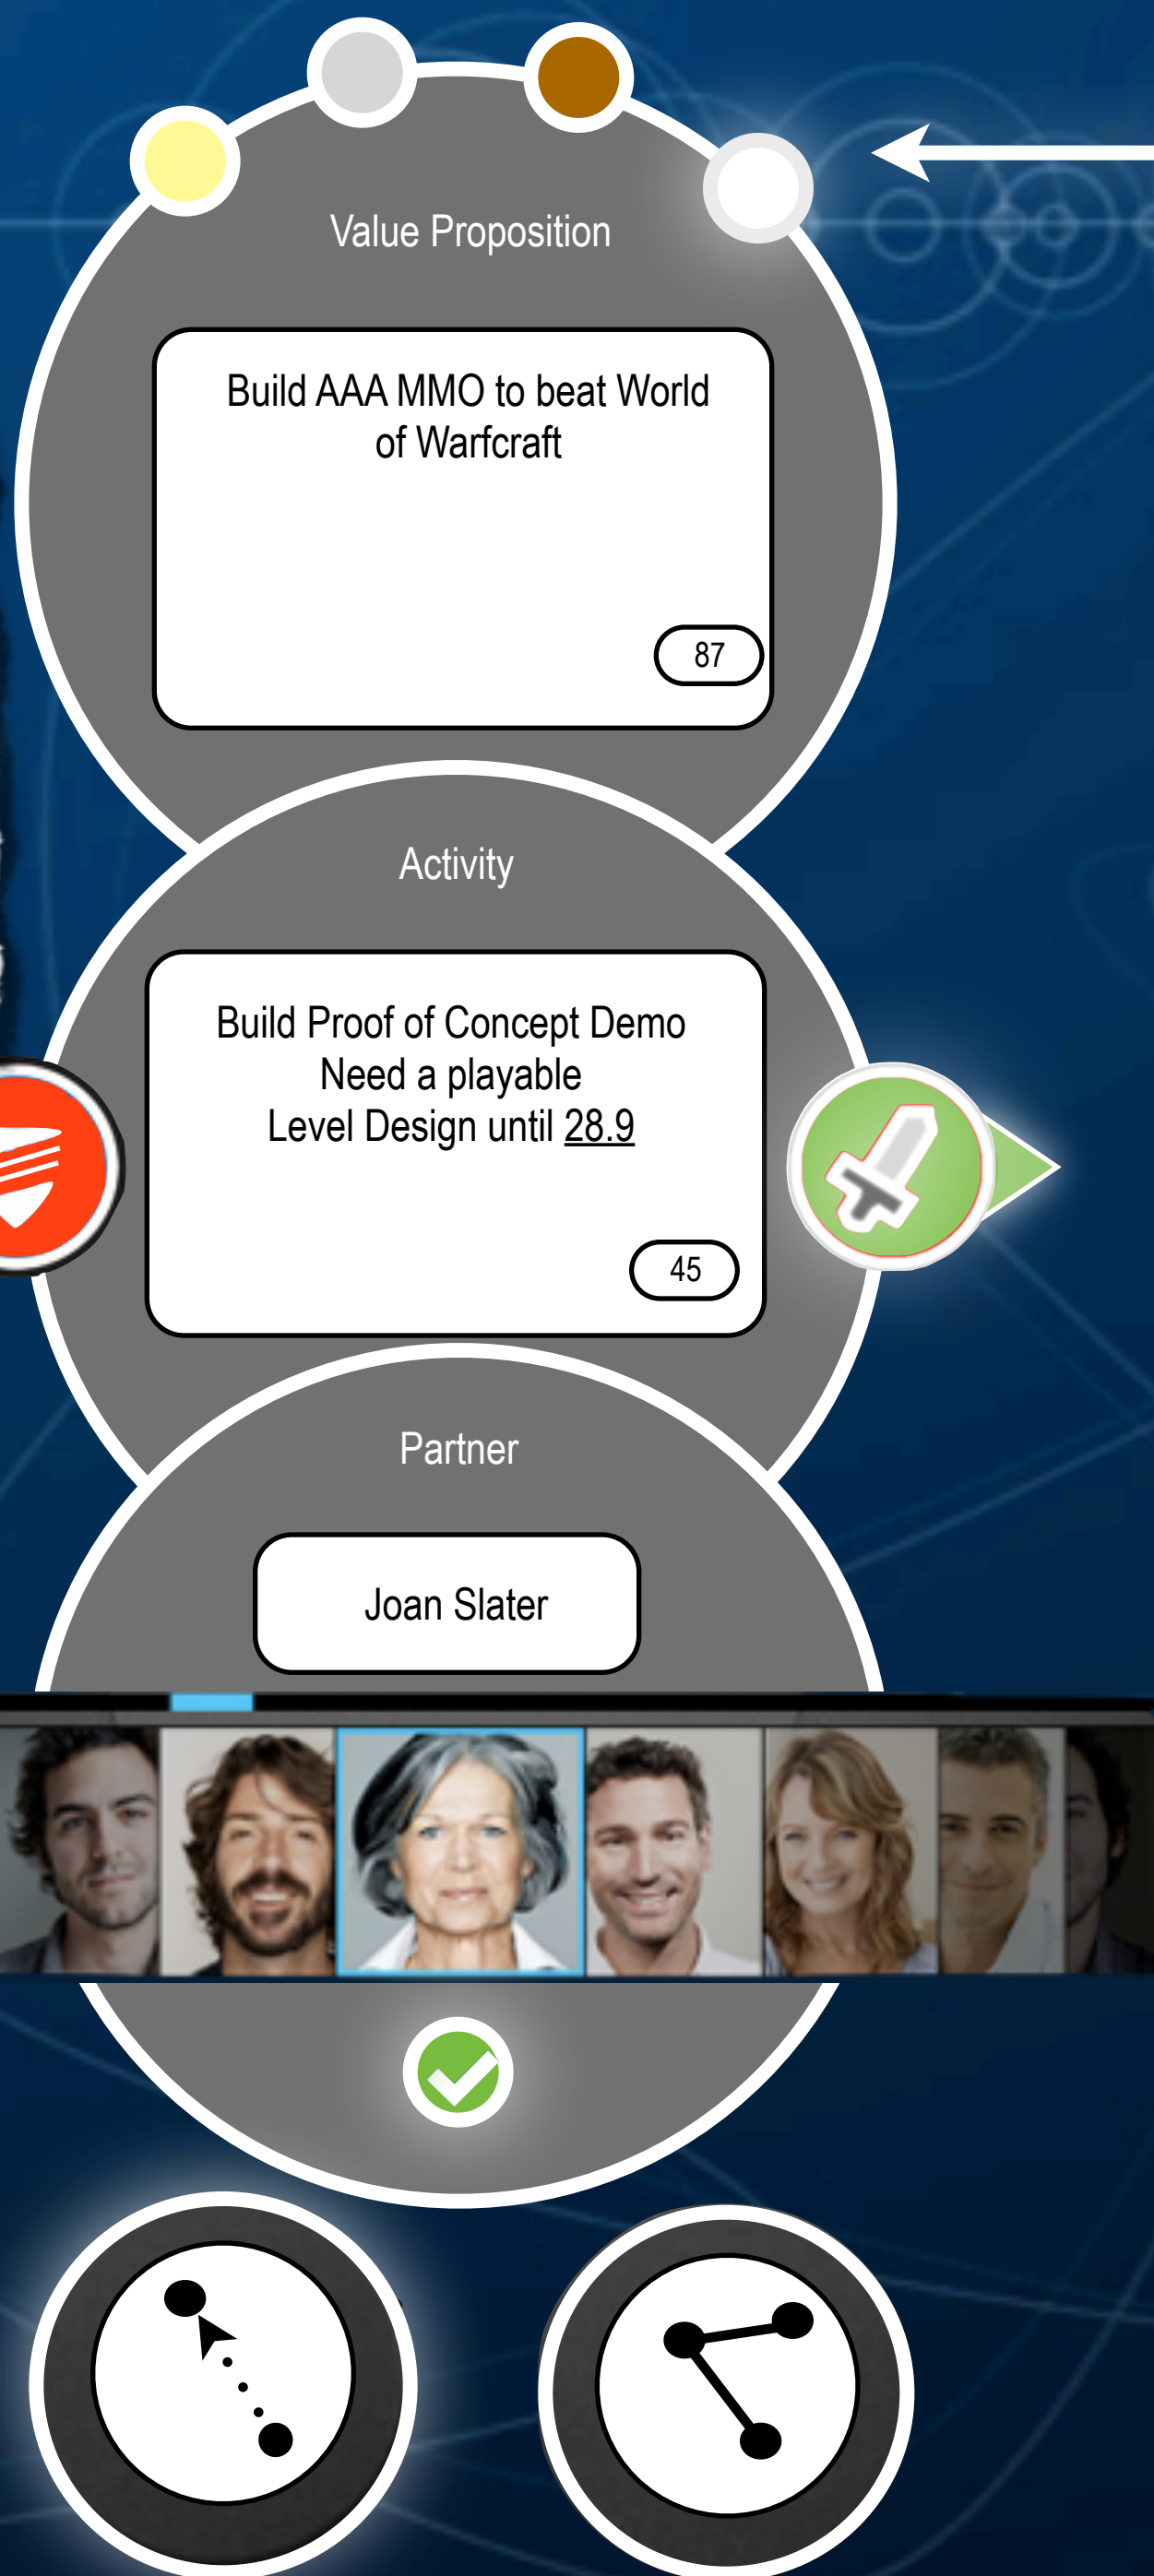 Value Proposition
Build AAA MMO to beat World
of Warfcraft
87
Activity
Build Proof of Concept Demo
Need a playable
Level Design until 28.9
45
Partner
Joan Slater